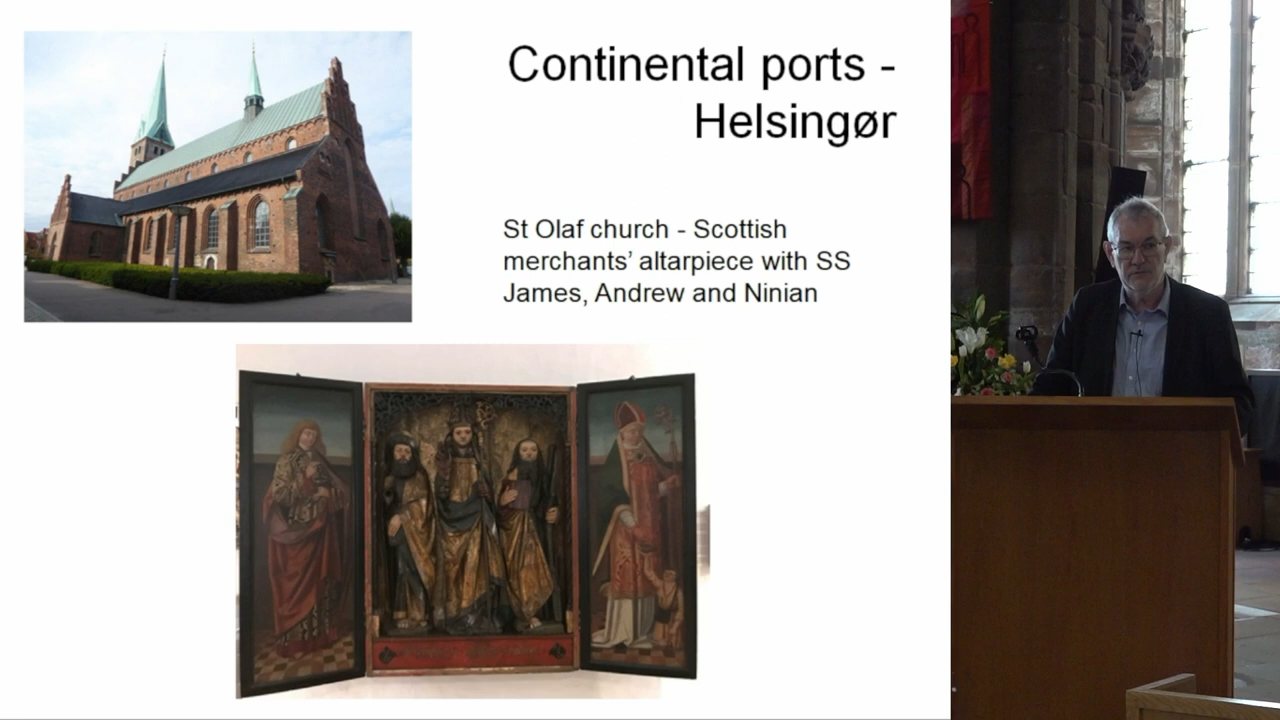 Continental ports -
Helsingør
St Olaf church - Scottish
merchants’ altarpiece with SS
James, Andrew and Ninian